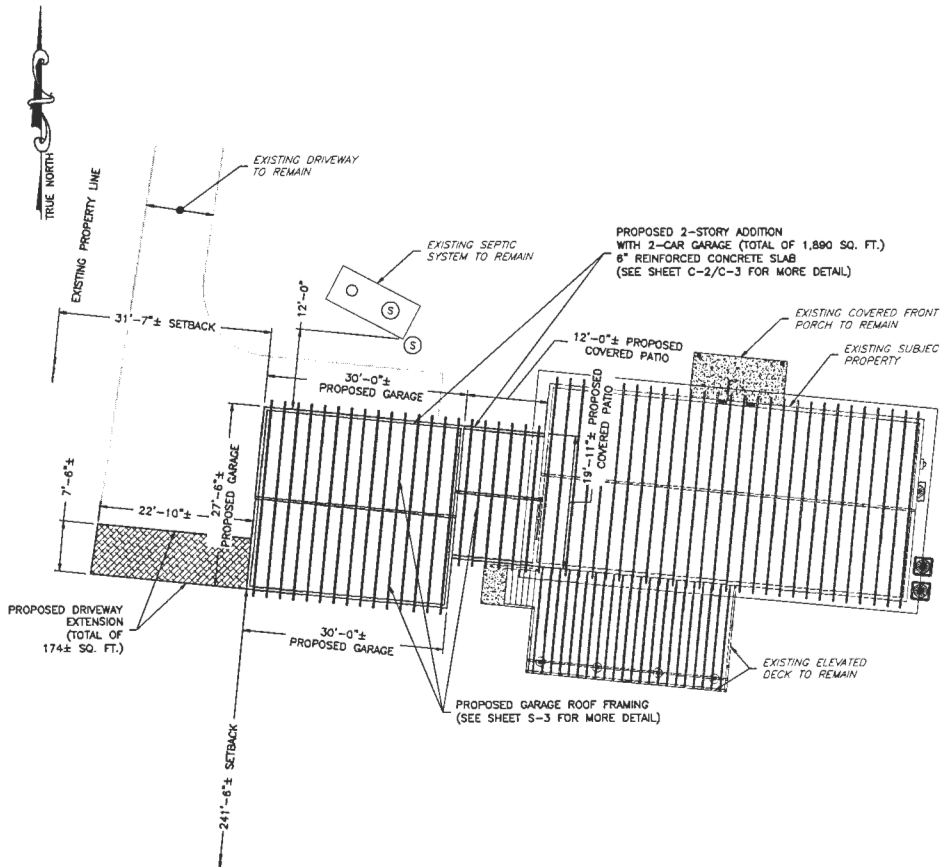 TRUE NORTH
EXISTING PROPERTY LINE
EXISTING DRIVEWAY
TO REMAIN
EXISTING SEPTIC
SYSTEM TO REMAIN
PROPOSED 2-STORY ADDITION
WITH 2-CAR GARAGE (TOTAL OF 1,890 SQ. FT.)
6" REINFORCED CONCRETE SLAB
(SEE SHEET C-2/C-3 FOR MORE DETAIL)
EXISTING COVERED FRONT
PORCH TO REMAIN
EXISTING SUBJEC
PROPERTY
31'-7"± SETBACK
12'-0"
S
S
12'-0"± PROPOSED
COVERED PATIO
30'-0"±
PROPOSED GARAGE
19'-11"± PROPOSED
COVERED PATIO
27'-6"±
PROPOSED GARAGE
7'-6"±
22'-10"±
PROPOSED DRIVEWAY
EXTENSION
(TOTAL OF
174± SQ. FT.)
30'-0"±
PROPOSED GARAGE
EXISTING ELEVATED
DECK TO REMAIN
PROPOSED GARAGE ROOF FRAMING
(SEE SHEET S-3 FOR MORE DETAIL)
241'-6"± SETBACK